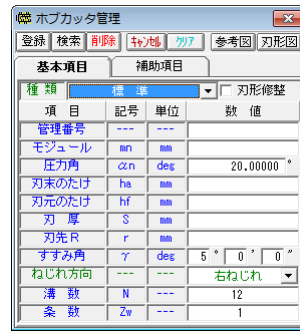 ホブカッタ管理
登録 検索 削除 ｷｬﾝｾﾙ ｸﾘｱ 参考図 刃形図
基本項目 補助項目
種 類 標 準 刃形修整
項 目 記号 単位 数 値
管理番号 --- ---
モジュール mn mm
圧力角 αn deg 20.00000 °
刃末のたけ ha mm
刃元のたけ hf mm
刃 厚 S mm
刃先R r mm
すすみ角 γ deg 5 ° 0 ' 0 "
ねじれ方向 --- --- 右ねじれ
溝 数 N --- 12
条 数 Zw --- 1